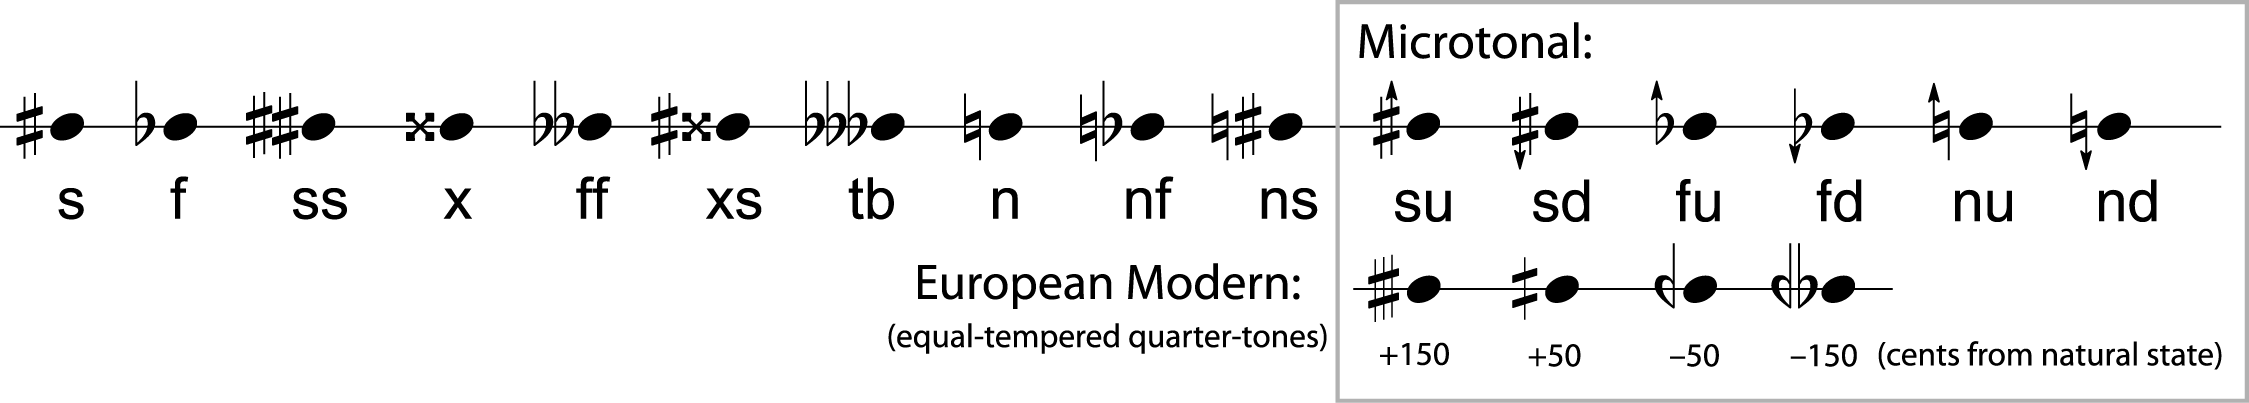 Microtonal:
s f ss x ff xs tb n nf ns su sd fu fd nu nd
European Modern:
(equal-tempered quarter-tones)
+150 +50 –50 –150 (cents from natural state)